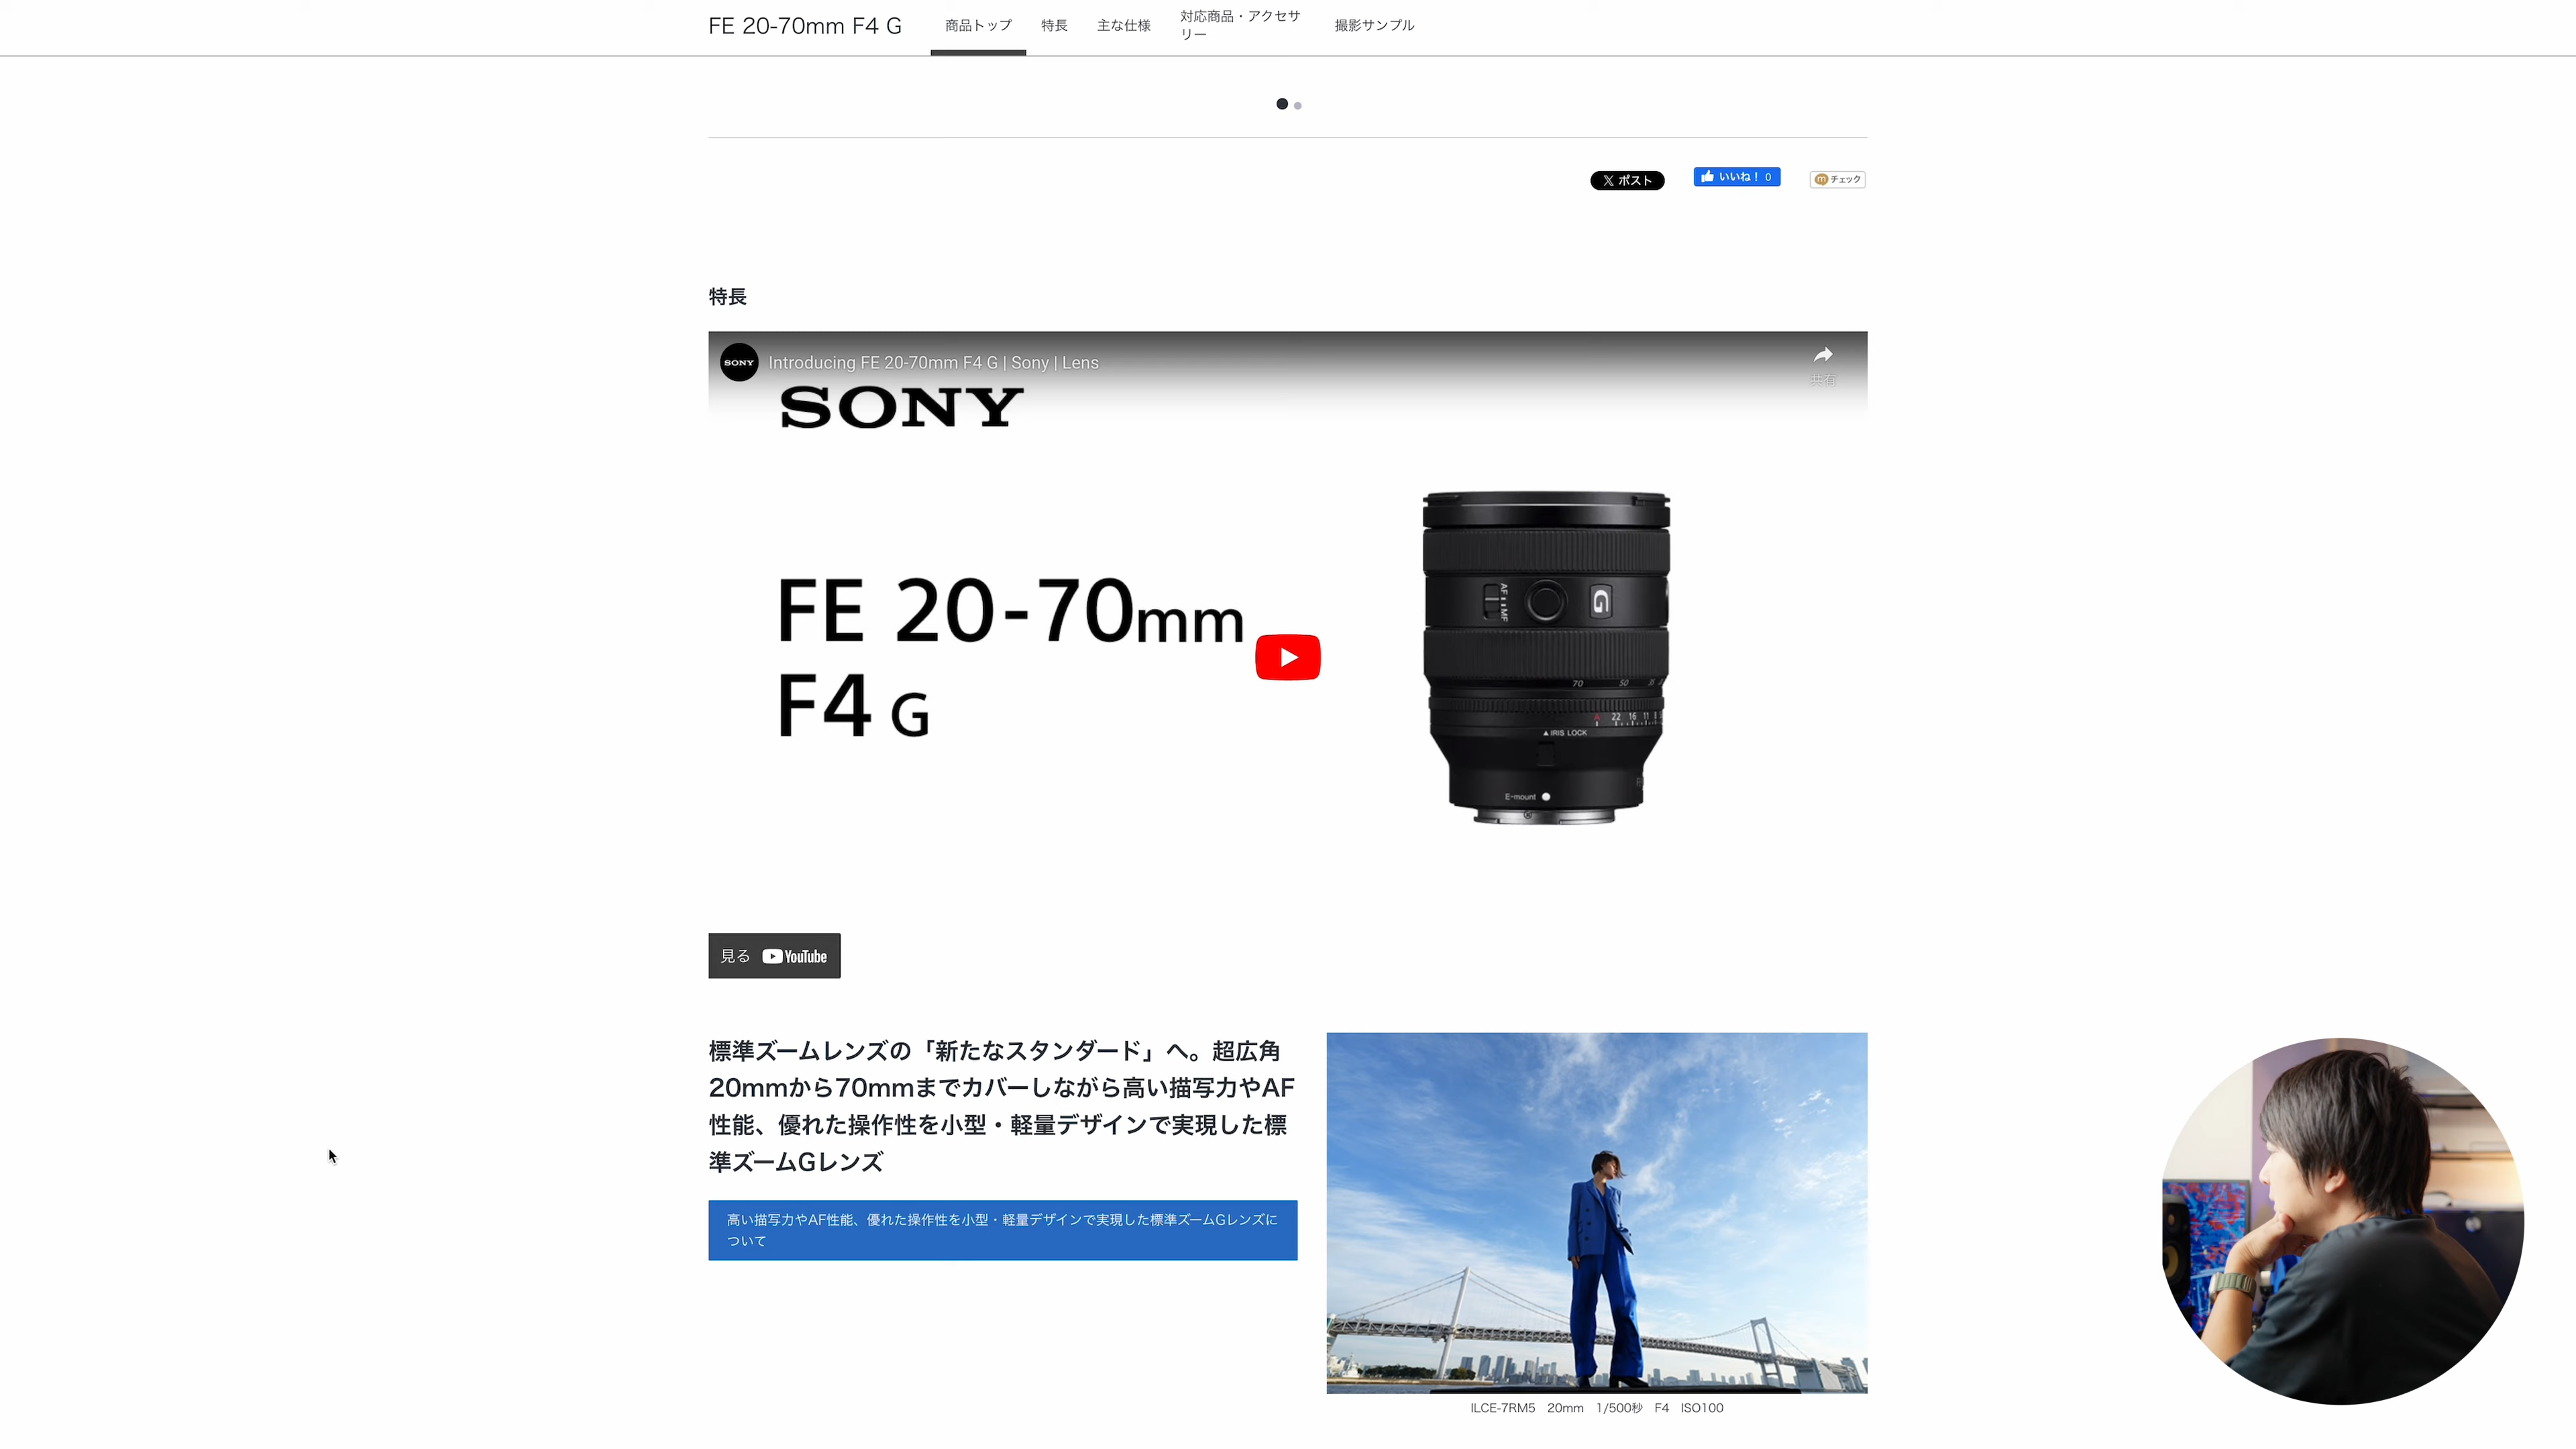 FE 20-70mm F4 G
商品トップ
特長
主な仕様
対応商品・アクセサ
リー
撮影サンプル
ポスト
いいね！ 0
チェック
特長
SONY
Introducing FE 20-70mm F4 G | Sony | Lens
共有
SONY
FE 20-70mm
F4 G
AF MF
G
70 50
A 22 16 11
▲IRIS LOCK
E-mount
見る YouTube
標準ズームレンズの「新たなスタンダード」へ。超広角
20mmから70mmまでカバーしながら高い描写力やAF
性能、優れた操作性を小型・軽量デザインで実現した標
準ズームGレンズ
高い描写力やAF性能、優れた操作性を小型・軽量デザインで実現した標準ズームGレンズに
ついて
ILCE-7RM5 20mm 1/500秒 F4 ISO100